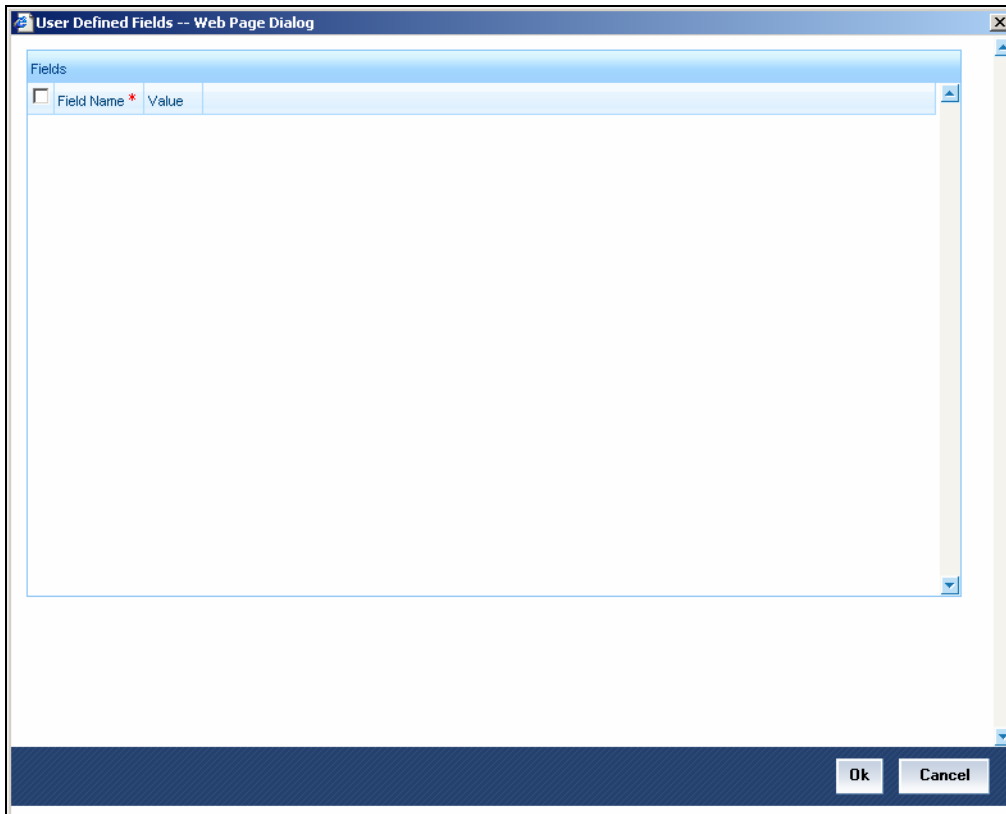 User Defined Fields -- Web Page Dialog
Fields
Field Name * Value
Ok Cancel